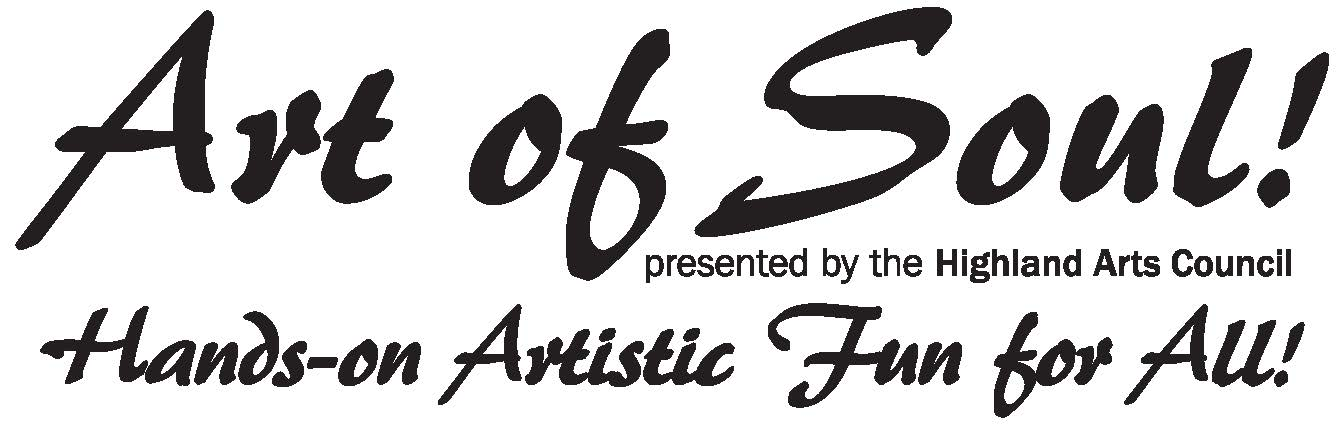 Art of Soul!
presented by the Highland Arts Council
Hands-on Artistic Fun for All!